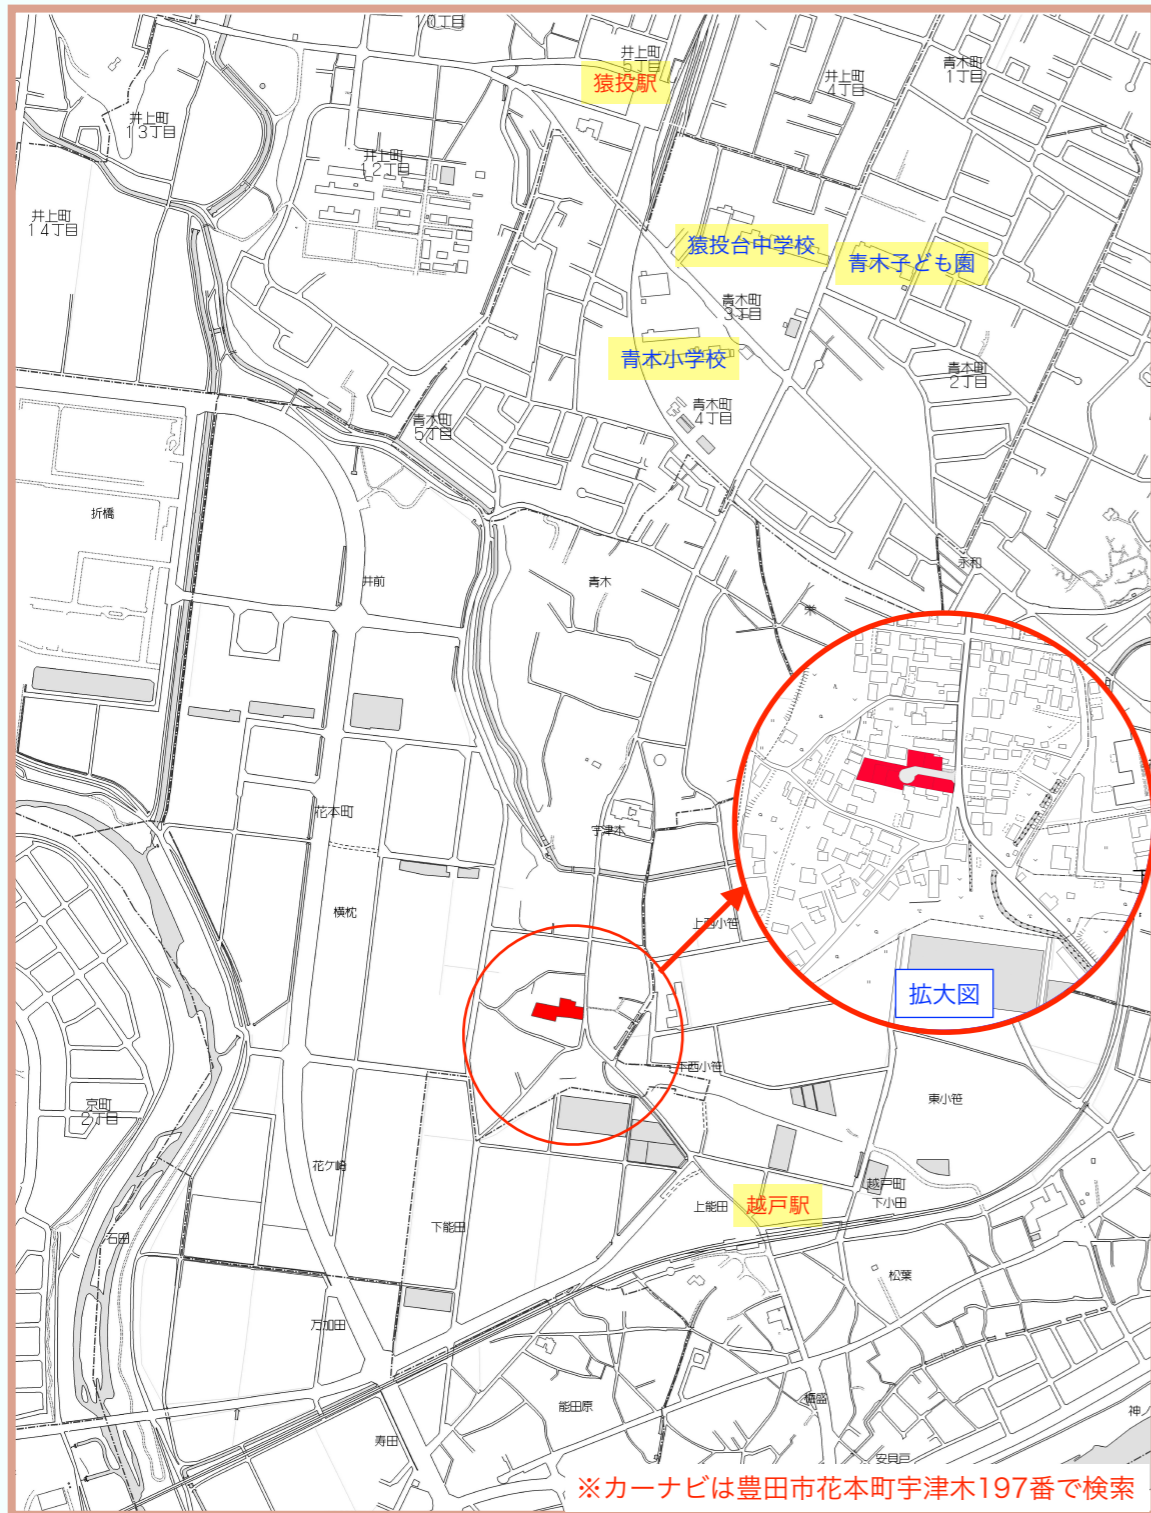 10丁目
井上町
5丁目
猿投駅
井上町
4丁目
青木町
1丁目
井上町
13丁目
井上町
12丁目
井上町
14丁目
猿投台中学校
青木子ども園
青木町
3丁目
青木小学校
青木町
2丁目
青木町
4丁目
青木町
5丁目
折橋
井前
青木
永和
栄
花本町
宇津木
横枕
上西小笹
拡大図
下西小笹
東小笹
京町
2丁目
花ケ崎
越戸町
下小田
上能田
越戸駅
下能田
石田
松葉
万加田
能田原
寿田
神ノ
安貝戸
※カーナビは豊田市花本町宇津木197番で検索